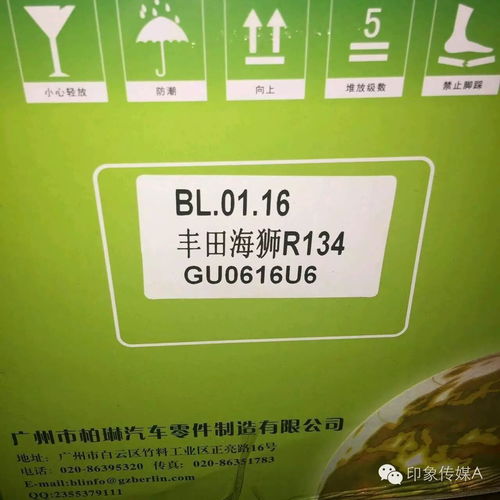 小心轻放
防潮
向上
5
堆放级数
禁止脚踩
BL.01.16
丰田海狮R134
GU0616U6
广州市柏琳汽车零件制造有限公司
地址: 广州市白云区竹料工业区正亮路16号
电话: 020-86395320 传真: 020-86351783
E-mail:blinfo@gzberlin.com
QQ:2355379111
印象传媒A